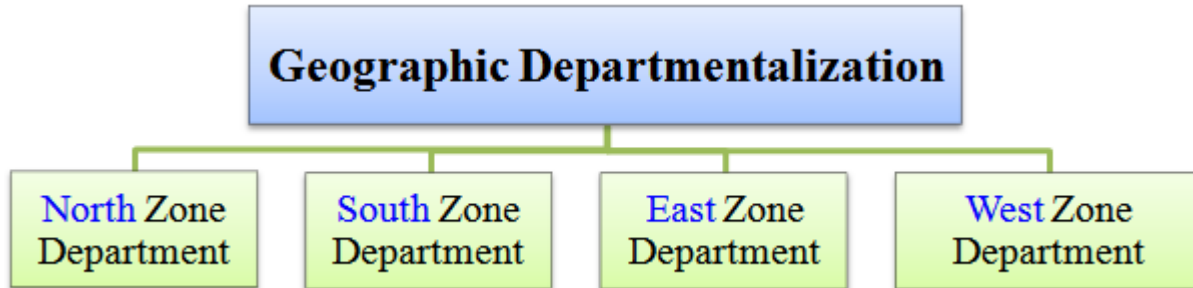 Geographic Departmentalization
North Zone
Department
South Zone
Department
East Zone
Department
West Zone
Department